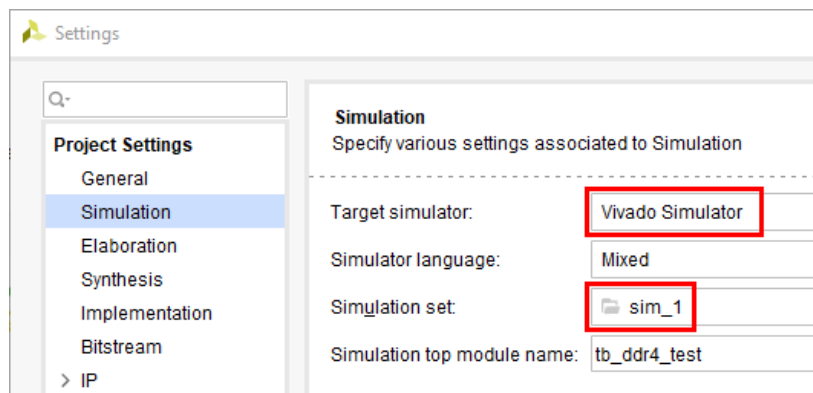 Settings
Project Settings
General
Simulation
Elaboration
Synthesis
Implementation
Bitstream
IP
Simulation
Specify various settings associated to Simulation
Target simulator: Vivado Simulator
Simulator language: Mixed
Simulation set: sim_1
Simulation top module name: tb_ddr4_test